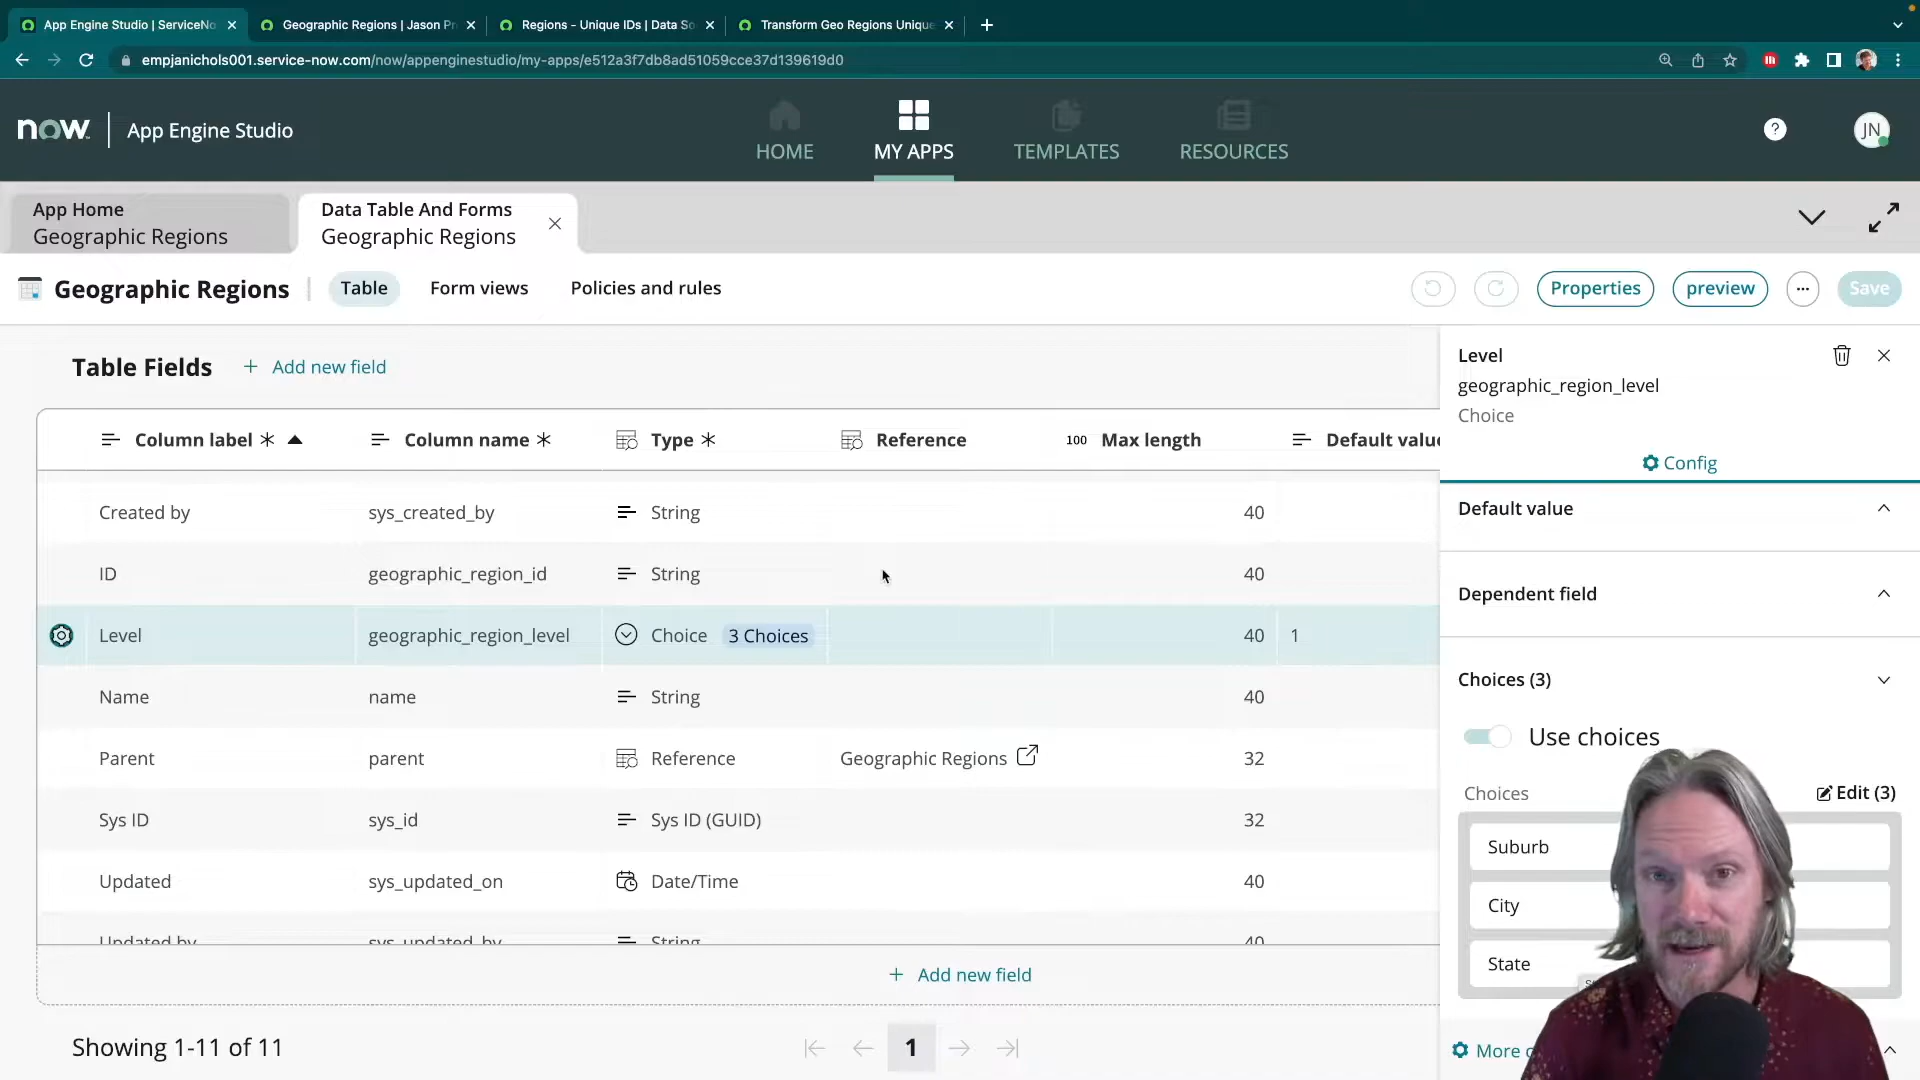 App Engine Studio | ServiceNo
Geographic Regions | Jason Pr
Regions - Unique IDs | Data So
Transform Geo Regions Unique
empjanichols001.service-now.com/now/appenginestudio/my-apps/e512a3f7db8ad51059cce37d139619d0
now
App Engine Studio
HOME
MY APPS
TEMPLATES
RESOURCES
?
JN
App Home
Geographic Regions
Data Table And Forms
Geographic Regions
Geographic Regions
Table
Form views
Policies and rules
Properties
preview
Save
Table Fields
+ Add new field
Column label *
Column name *
Type *
Reference
100 Max length
Default value
Created by sys_created_by String 40
ID geographic_region_id String 40
Level geographic_region_level Choice 3 Choices 40 1
Name name String 40
Parent parent Reference Geographic Regions 32
Sys ID sys_id Sys ID (GUID) 32
Updated sys_updated_on Date/Time 40
Updated by sys_updated_by String 40
+ Add new field
Showing 1-11 of 11
1
Level
geographic_region_level
Choice
Config
Default value
Dependent field
Choices (3)
Use choices
Choices
Edit (3)
Suburb
City
State
More